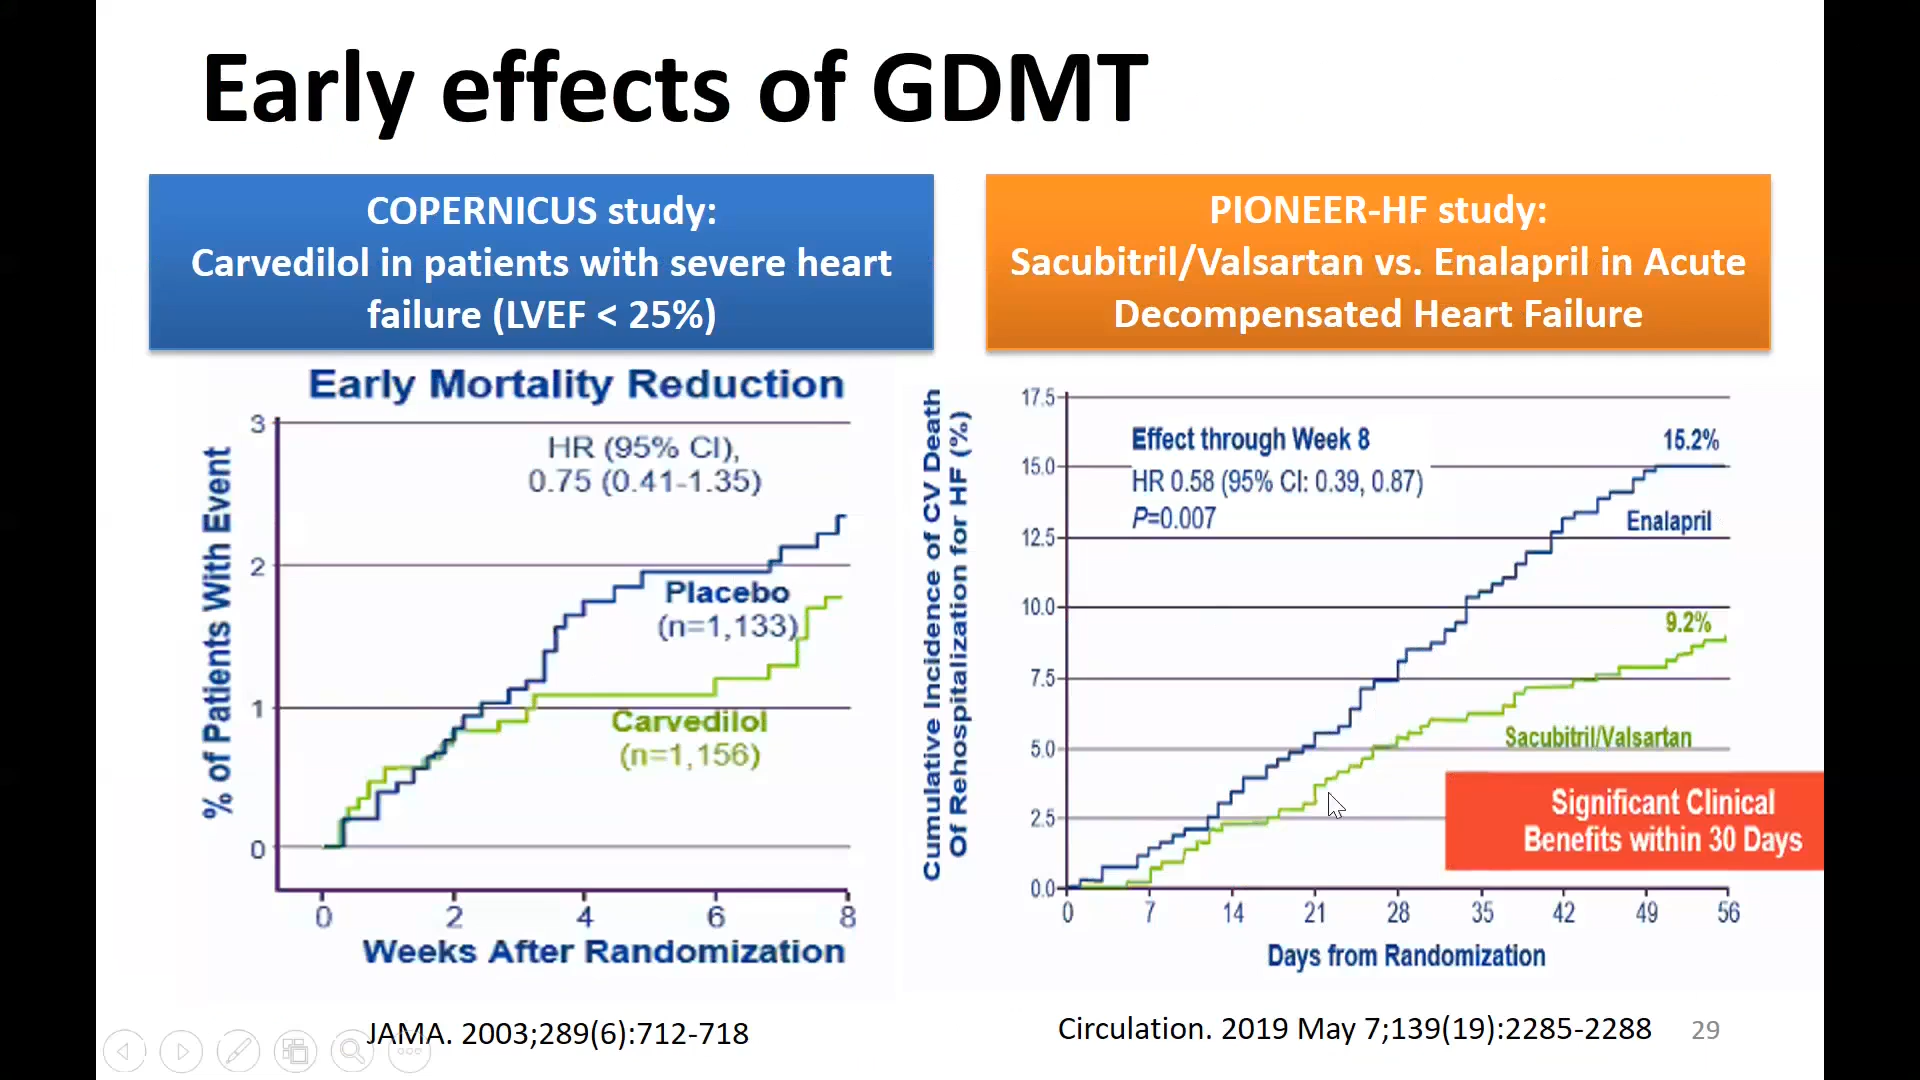 Early effects of GDMT
COPERNICUS study:
Carvedilol in patients with severe heart
failure (LVEF < 25%)
PIONEER-HF study:
Sacubitril/Valsartan vs. Enalapril in Acute
Decompensated Heart Failure
Early Mortality Reduction
% of Patients With Event
3
2
1
0
HR (95% CI),
0.75 (0.41-1.35)
Placebo
(n=1,133)
Carvedilol
(n=1,156)
0 2 4 6 8
Weeks After Randomization
JAMA. 2003;289(6):712-718
Cumulative Incidence of CV Death
Of Rehospitalization for HF (%)
17.5
15.0
12.5
10.0
7.5
5.0
2.5
0.0
Effect through Week 8
HR 0.58 (95% CI: 0.39, 0.87)
P=0.007
15.2%
Enalapril
9.2%
Sacubitril/Valsartan
Significant Clinical
Benefits within 30 Days
0 7 14 21 28 35 42 49 56
Days from Randomization
Circulation. 2019 May 7;139(19):2285-2288
29